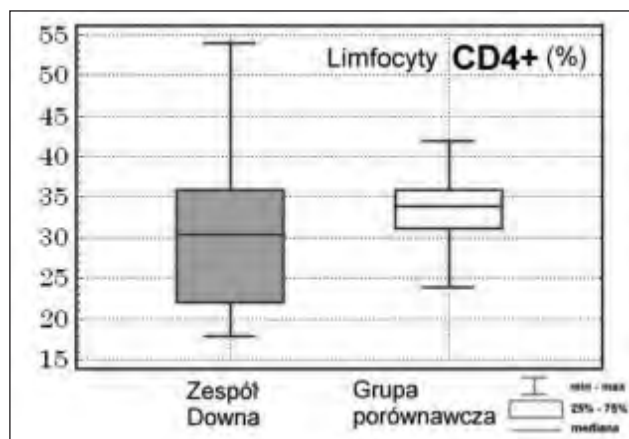 Limfocyty CD4+ (%)
55
50
45
40
35
30
25
20
15
Zespół
Downa
Grupa
porównawcza
min - max
25% - 75%
mediana